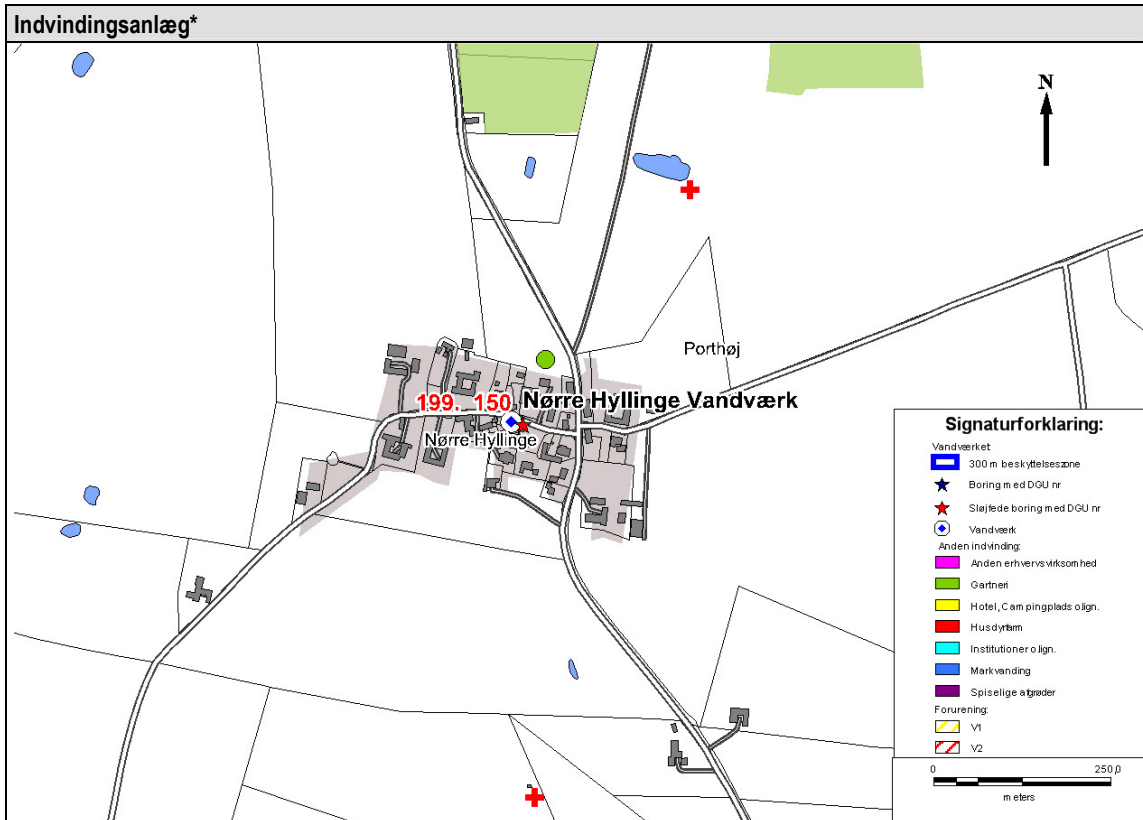 Indvindingsanlæg*
N
Porthøj
199. 150 Nørre Hyllinge Vandværk
Nørre Hyllinge
Signaturforklaring:
Vandværket
300 m beskyttelseszone
Boring med DGU nr
Sløjfede boring med DGU nr
Vandværk
Anden indvinding:
Anden erhvervsvirksomhed
Gartneri
Hotel, Campingplads olign.
Husdyrfarm
Institutioner o lign.
Markvanding
Spiselige afgrøder
Forurening:
V1
V2
0 250,0
meters